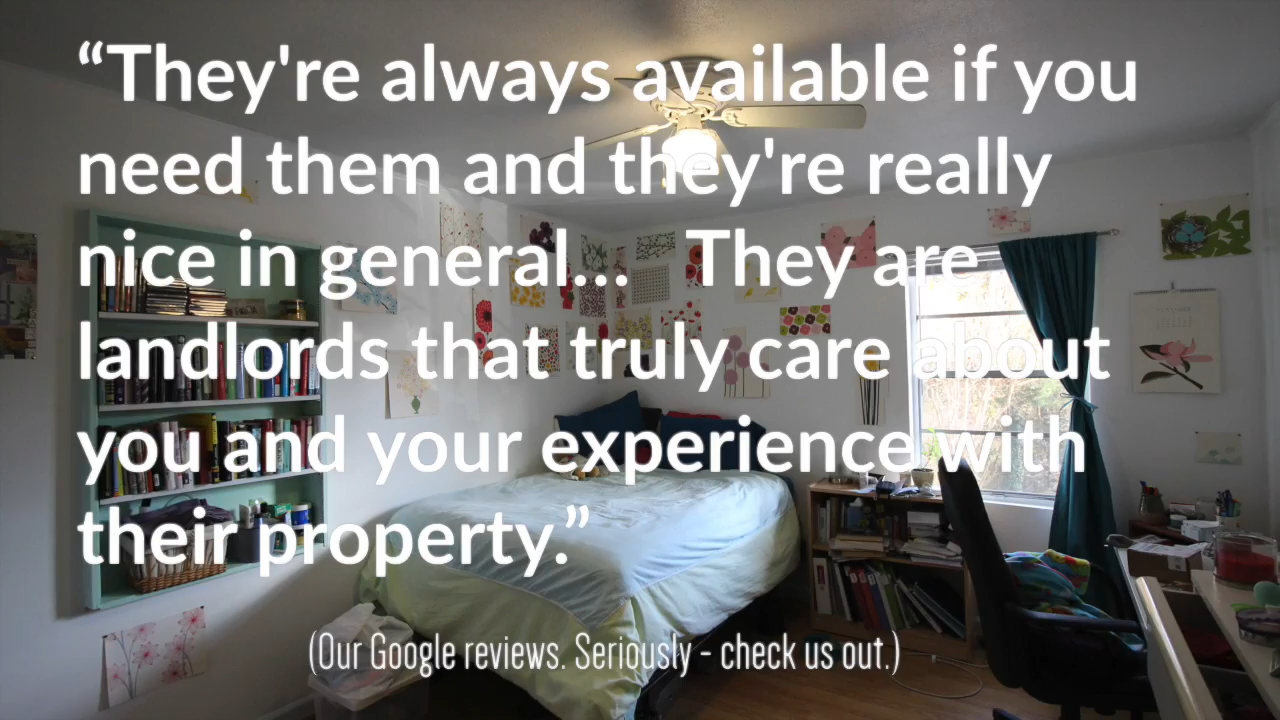 “They're always available if you
need them and they're really
nice in general... They are
landlords that truly care about
you and your experience with
their property.”
(Our Google reviews. Seriously - check us out.)